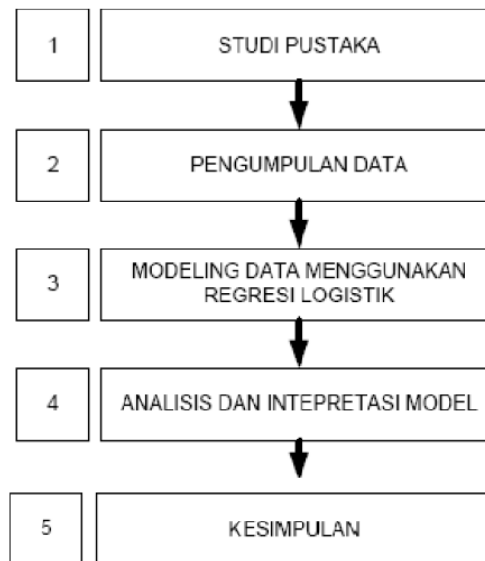 1
STUDI PUSTAKA
2
PENGUMPULAN DATA
3
MODELING DATA MENGGUNAKAN
REGRESI LOGISTIK
4
ANALISIS DAN INTEPRETASI MODEL
5
KESIMPULAN